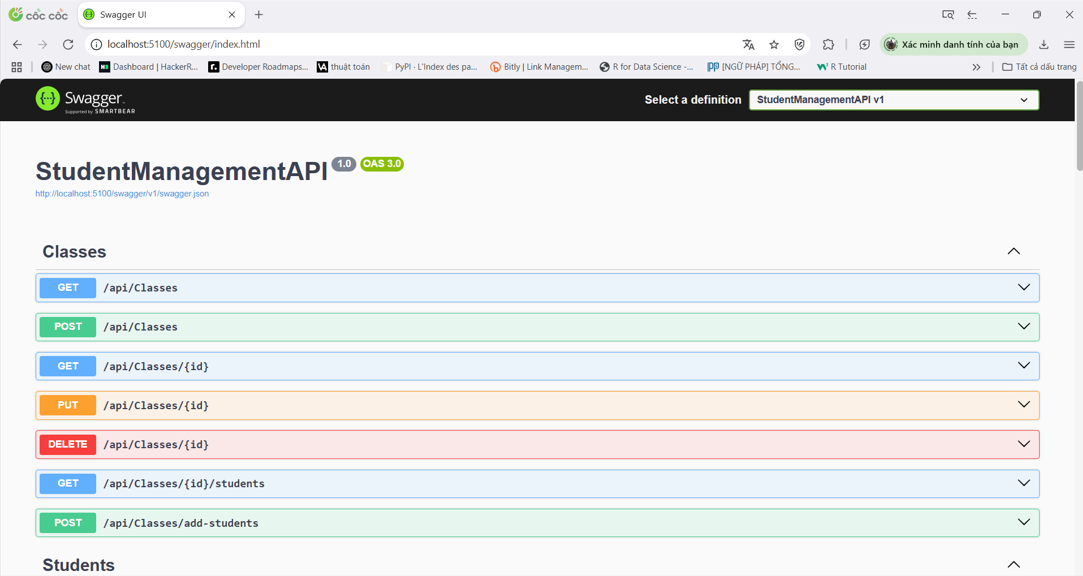 cốc cốc
Swagger UI
localhost:5100/swagger/index.html
Xác minh danh tính của bạn
New chat
Dashboard | HackerR...
Developer Roadmaps...
thuật toán
PyPI · L'Index des pa...
Bitly | Link Managem...
R for Data Science -...
[NGỮ PHÁP] TỔNG...
R Tutorial
Tất cả dấu trang
Swagger
Supported by SMARTBEAR
Select a definition
StudentManagementAPI v1
StudentManagementAPI 1.0 OAS 3.0
http://localhost:5100/swagger/v1/swagger.json
Classes
GET /api/Classes
POST /api/Classes
GET /api/Classes/{id}
PUT /api/Classes/{id}
DELETE /api/Classes/{id}
GET /api/Classes/{id}/students
POST /api/Classes/add-students
Students